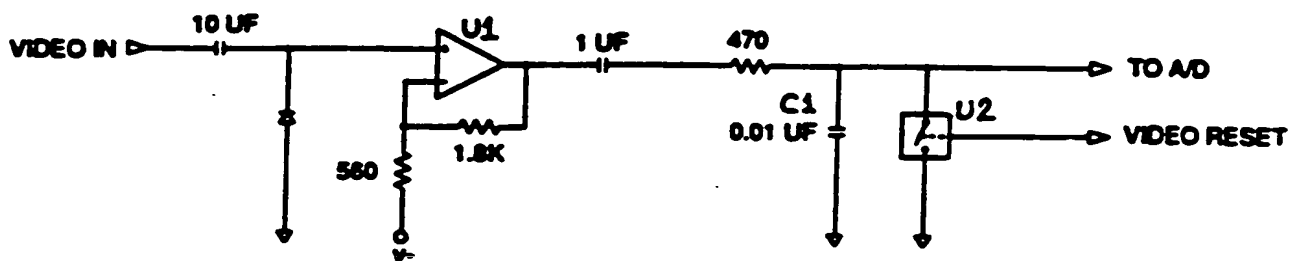 VIDEO IN
10 UF
U1
560
1.8K
V-
1 UF
470
C1
0.01 UF
U2
TO A/D
VIDEO RESET